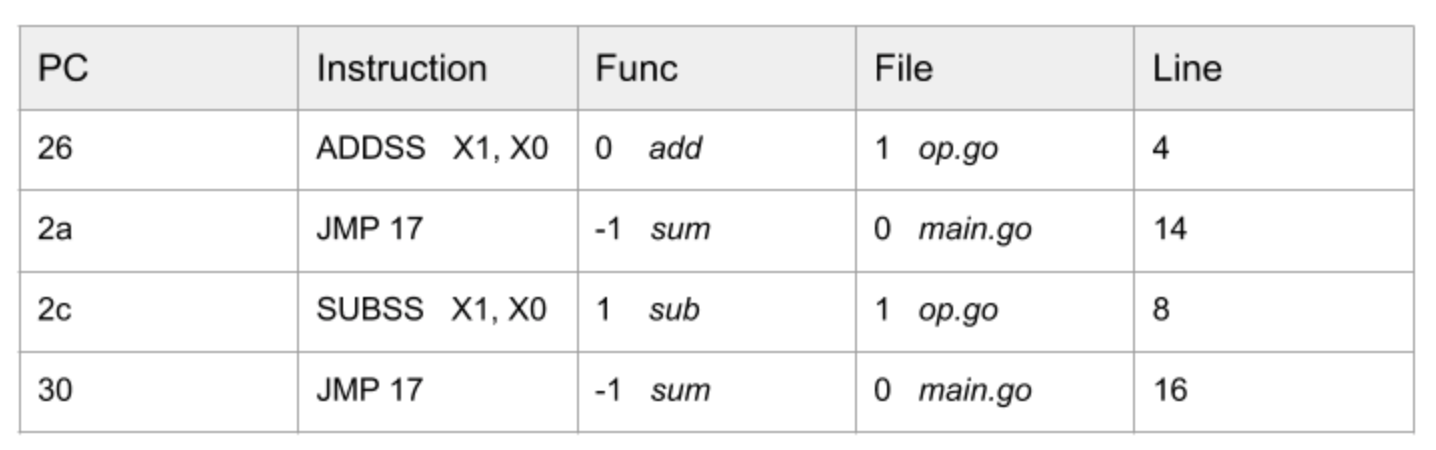 PC Instruction Func File Line
26 ADDSS X1, X0 0 add 1 op.go 4
2a JMP 17 -1 sum 0 main.go 14
2c SUBSS X1, X0 1 sub 1 op.go 8
30 JMP 17 -1 sum 0 main.go 16